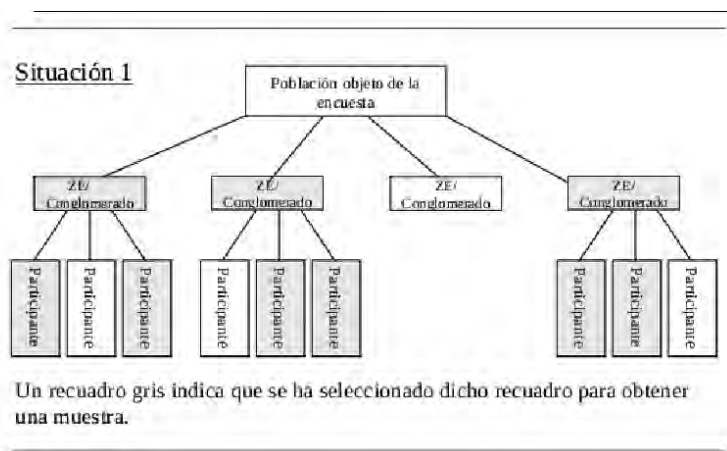 Situación 1
Población objeto de la
encuesta
ZE/
Conglomerado
ZE/
Conglomerado
ZE/
Conglomerado
ZE/
Conglomerado
Participante
Participante
Participante
Participante
Participante
Participante
Participante
Participante
Participante
Un recuadro gris indica que se ha seleccionado dicho recuadro para obtener
una muestra.